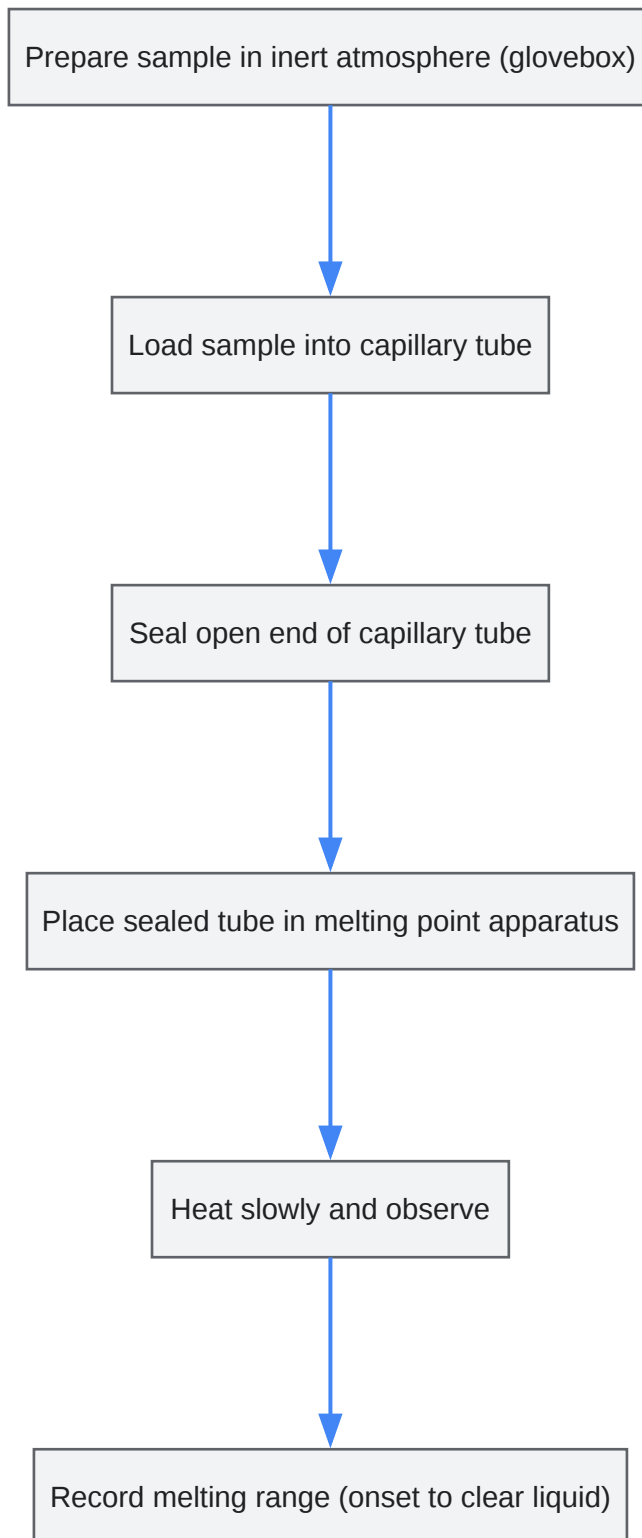 Prepare sample in inert atmosphere (glovebox)
Load sample into capillary tube
Seal open end of capillary tube
Place sealed tube in melting point apparatus
Heat slowly and observe
Record melting range (onset to clear liquid)